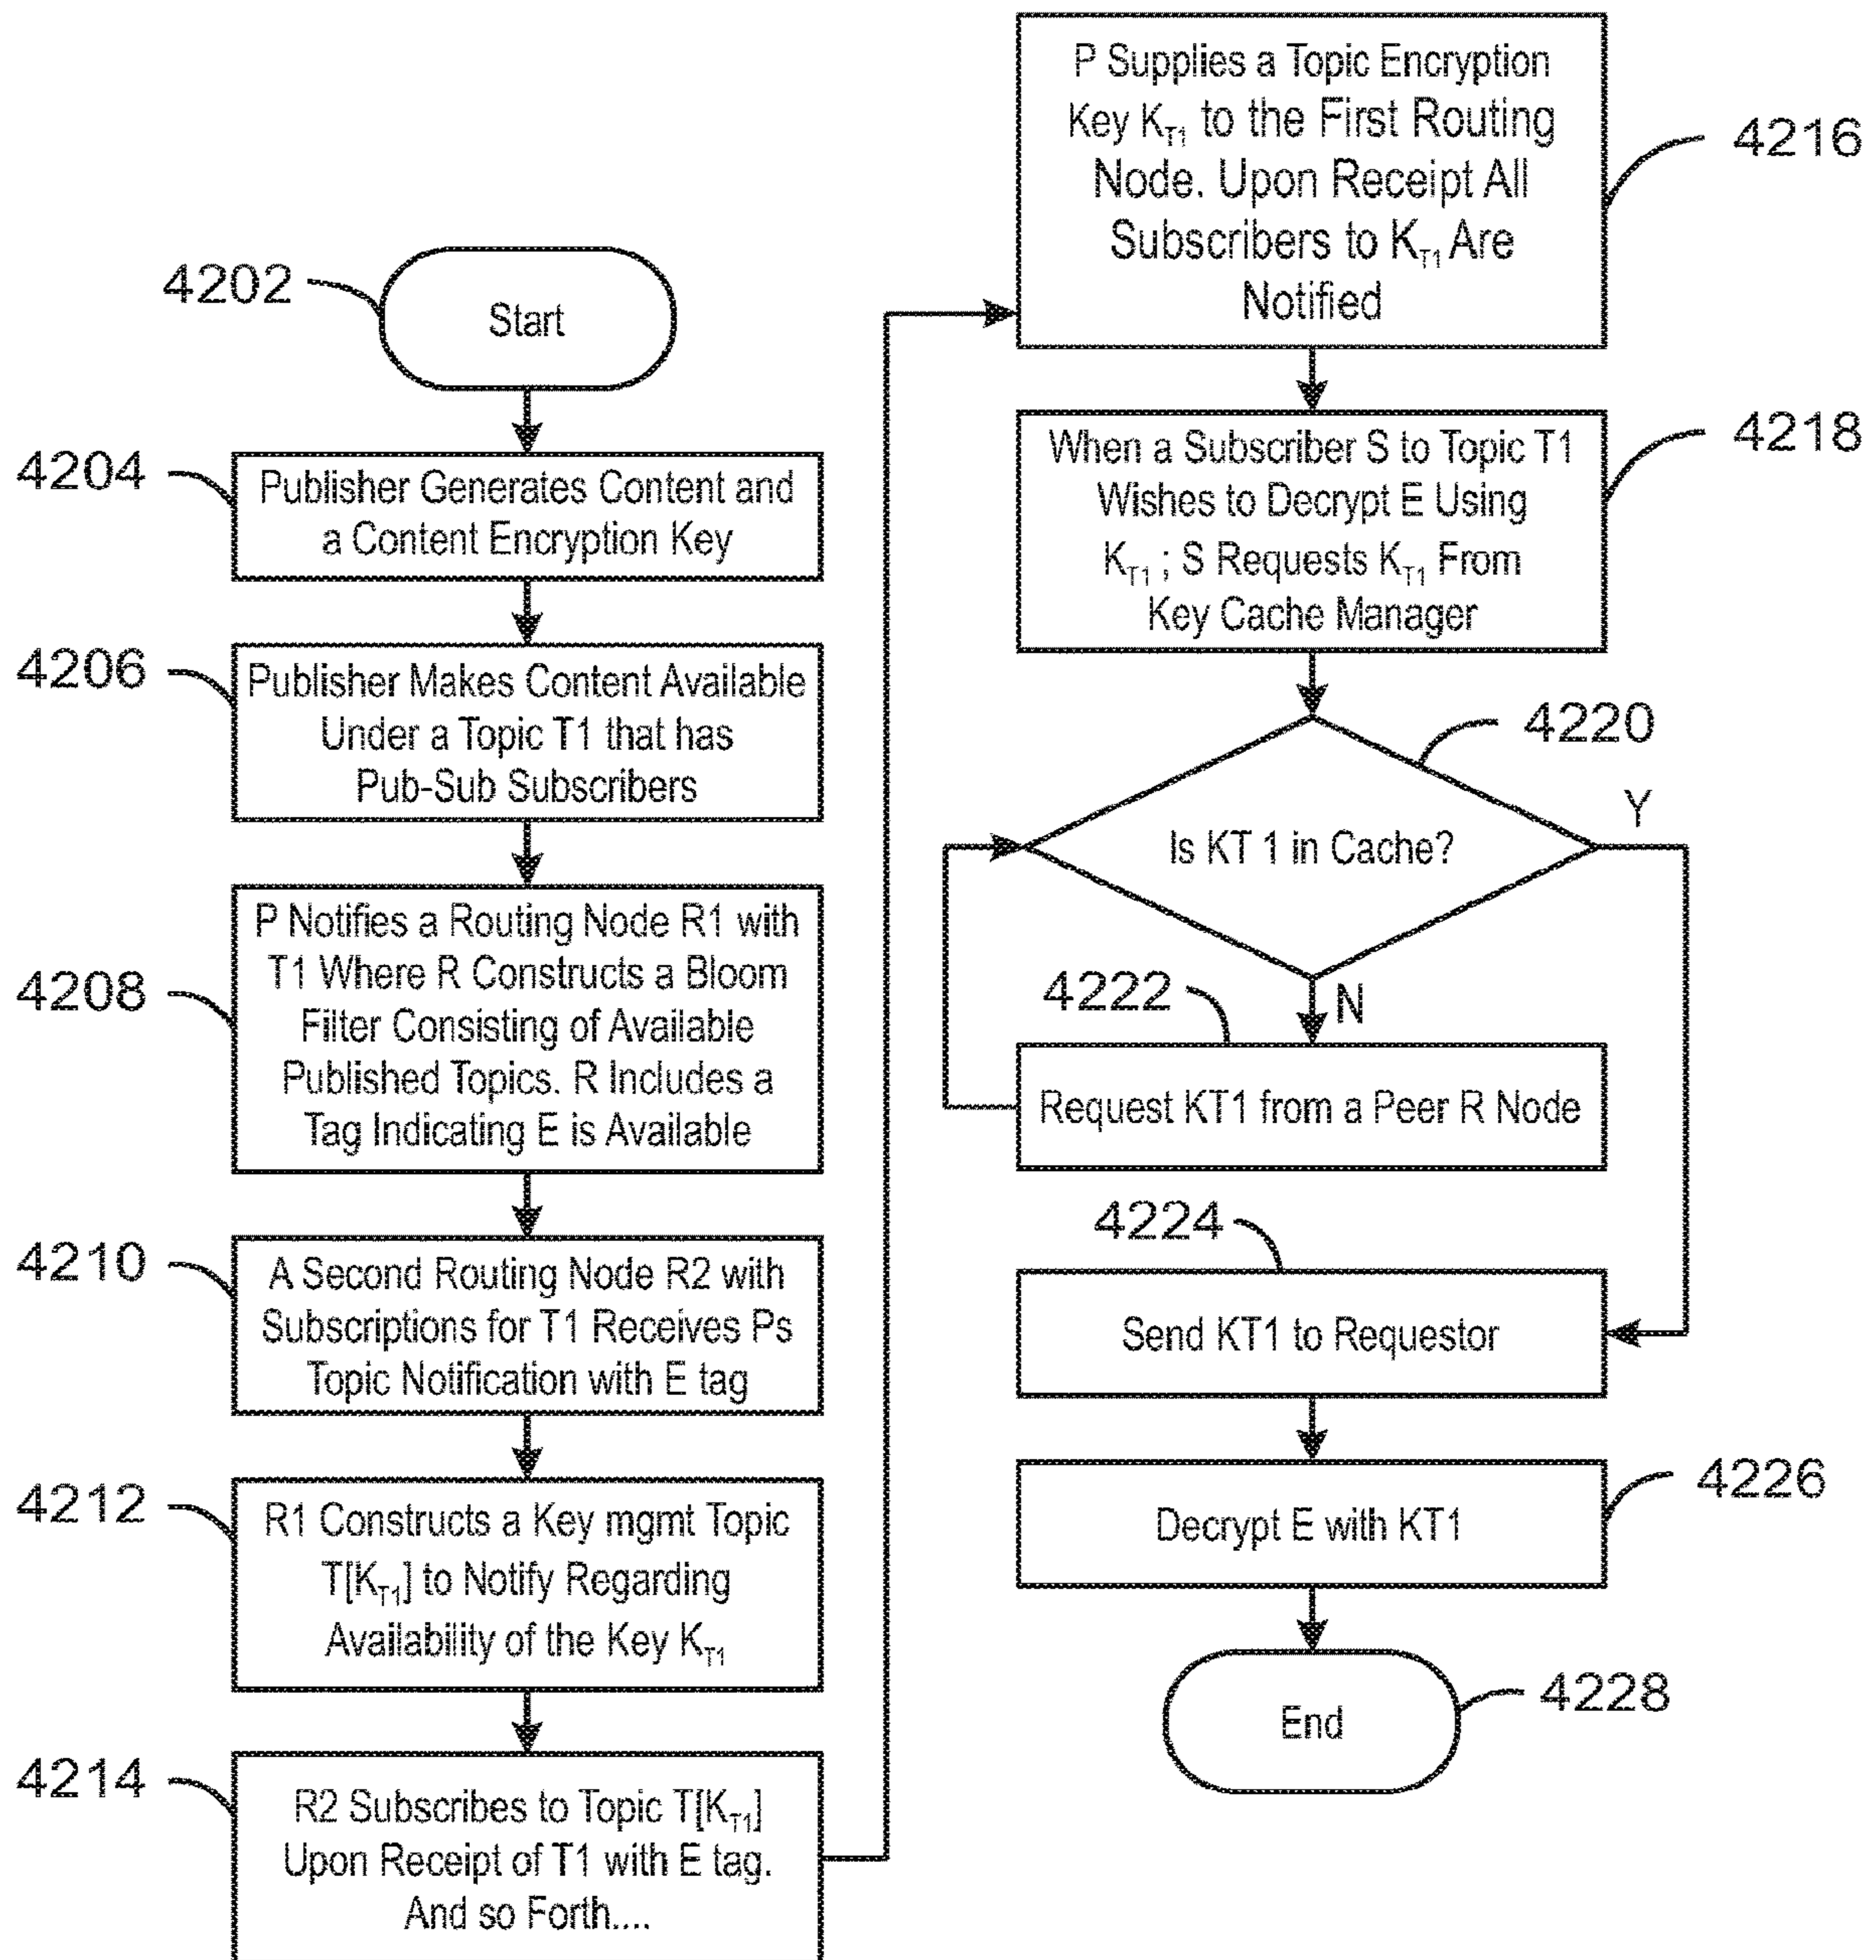 4202
Start
4204
Publisher Generates Content and
a Content Encryption Key
4206
Publisher Makes Content Available
Under a Topic T1 that has
Pub-Sub Subscribers
4208
P Notifies a Routing Node R1 with
T1 Where R Constructs a Bloom
Filter Consisting of Available
Published Topics. R Includes a
Tag Indicating E is Available
4210
A Second Routing Node R2 with
Subscriptions for T1 Receives Ps
Topic Notification with E tag
4212
R1 Constructs a Key mgmt Topic
T[K_T1] to Notify Regarding
Availability of the Key K_T1
4214
R2 Subscribes to Topic T[K_T1]
Upon Receipt of T1 with E tag.
And so Forth....
P Supplies a Topic Encryption
Key K_T1 to the First Routing
Node. Upon Receipt All
Subscribers to K_T1 Are
Notified
4216
When a Subscriber S to Topic T1
Wishes to Decrypt E Using
K_T1 ; S Requests K_T1 From
Key Cache Manager
4218
4220
Is KT 1 in Cache?
Y
N
4222
Request KT1 from a Peer R Node
4224
Send KT1 to Requestor
4226
Decrypt E with KT1
End
4228